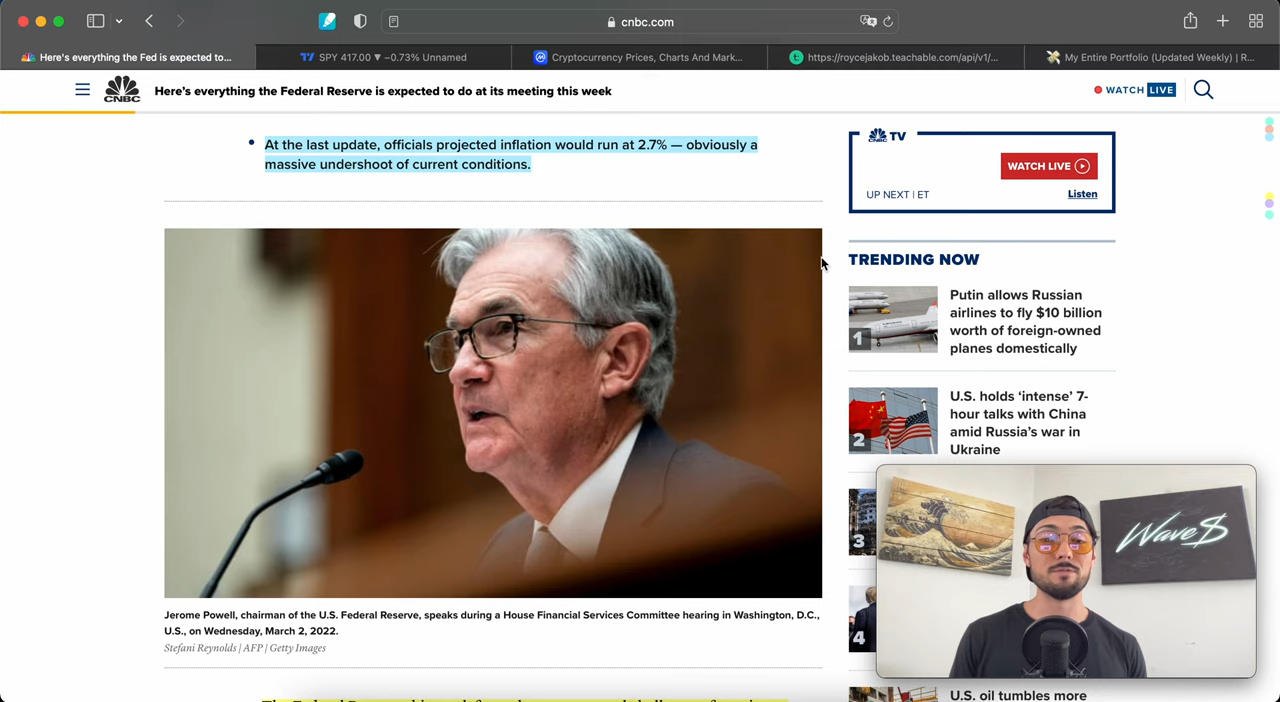 cnbc.com
Here's everything the Fed is expected to do...
SPY 417.00 ▼ −0.73% Unnamed
Cryptocurrency Prices, Charts And Mark...
https://roycejakob.teachable.com/api/v1/...
My Entire Portfolio (Updated Weekly) | R...
CNBC
Here's everything the Federal Reserve is expected to do at its meeting this week
WATCH LIVE
• At the last update, officials projected inflation would run at 2.7% — obviously a
massive undershoot of current conditions.
CNBC TV
WATCH LIVE
UP NEXT | ET
Listen
TRENDING NOW
1
Putin allows Russian
airlines to fly $10 billion
worth of foreign-owned
planes domestically
2
U.S. holds ‘intense’ 7-
hour talks with China
amid Russia’s war in
Ukraine
3
4
Wave$
Jerome Powell, chairman of the U.S. Federal Reserve, speaks during a House Financial Services Committee hearing in Washington, D.C.,
U.S., on Wednesday, March 2, 2022.
Stefani Reynolds | AFP | Getty Images
U.S. oil tumbles more